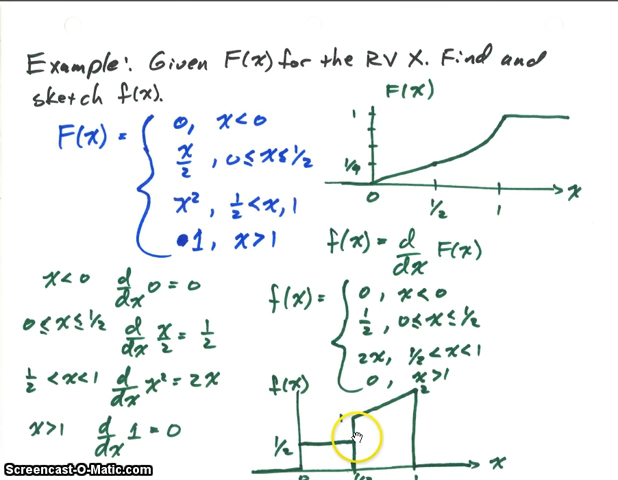 Example: Given F(x) for the RV X. Find and
sketch f(x).
F(x)
F(x) = { 0, x<0
x/2, 0≤x≤1/2
x², 1/2<x,1
1, x>1
1
1/4
0 1/2 1 x
f(x) = d/dx F(x)
x<0 d/dx 0 = 0
0≤x≤1/2 d/dx x/2 = 1/2
1/2<x<1 d/dx x² = 2x
x>1 d/dx 1 = 0
f(x) = { 0, x<0
1/2, 0≤x≤1/2
2x, 1/2<x<1
0, x>1
f(x)
2
1
1/2
x
Screencast-O-Matic.com